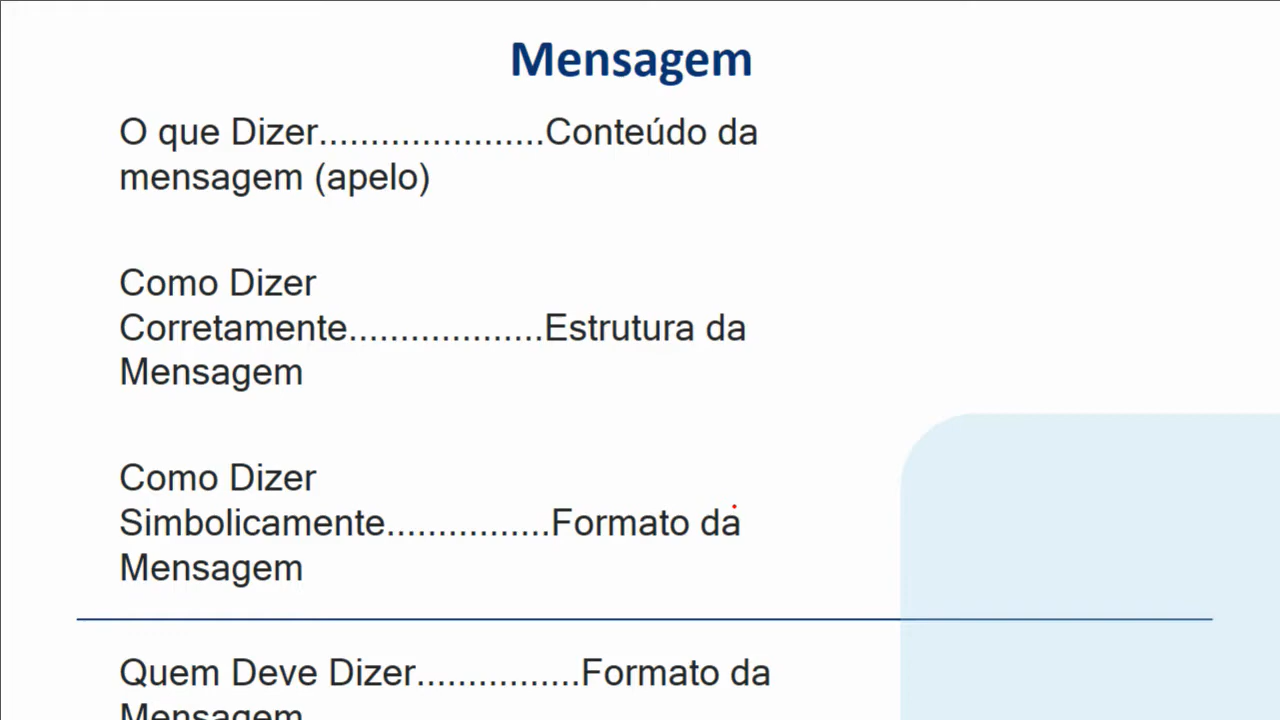 Mensagem
O que Dizer......................Conteúdo da
mensagem (apelo)
Como Dizer
Corretamente...................Estrutura da
Mensagem
Como Dizer
Simbolicamente................Formato da
Mensagem
Quem Deve Dizer................Formato da
Mensagem